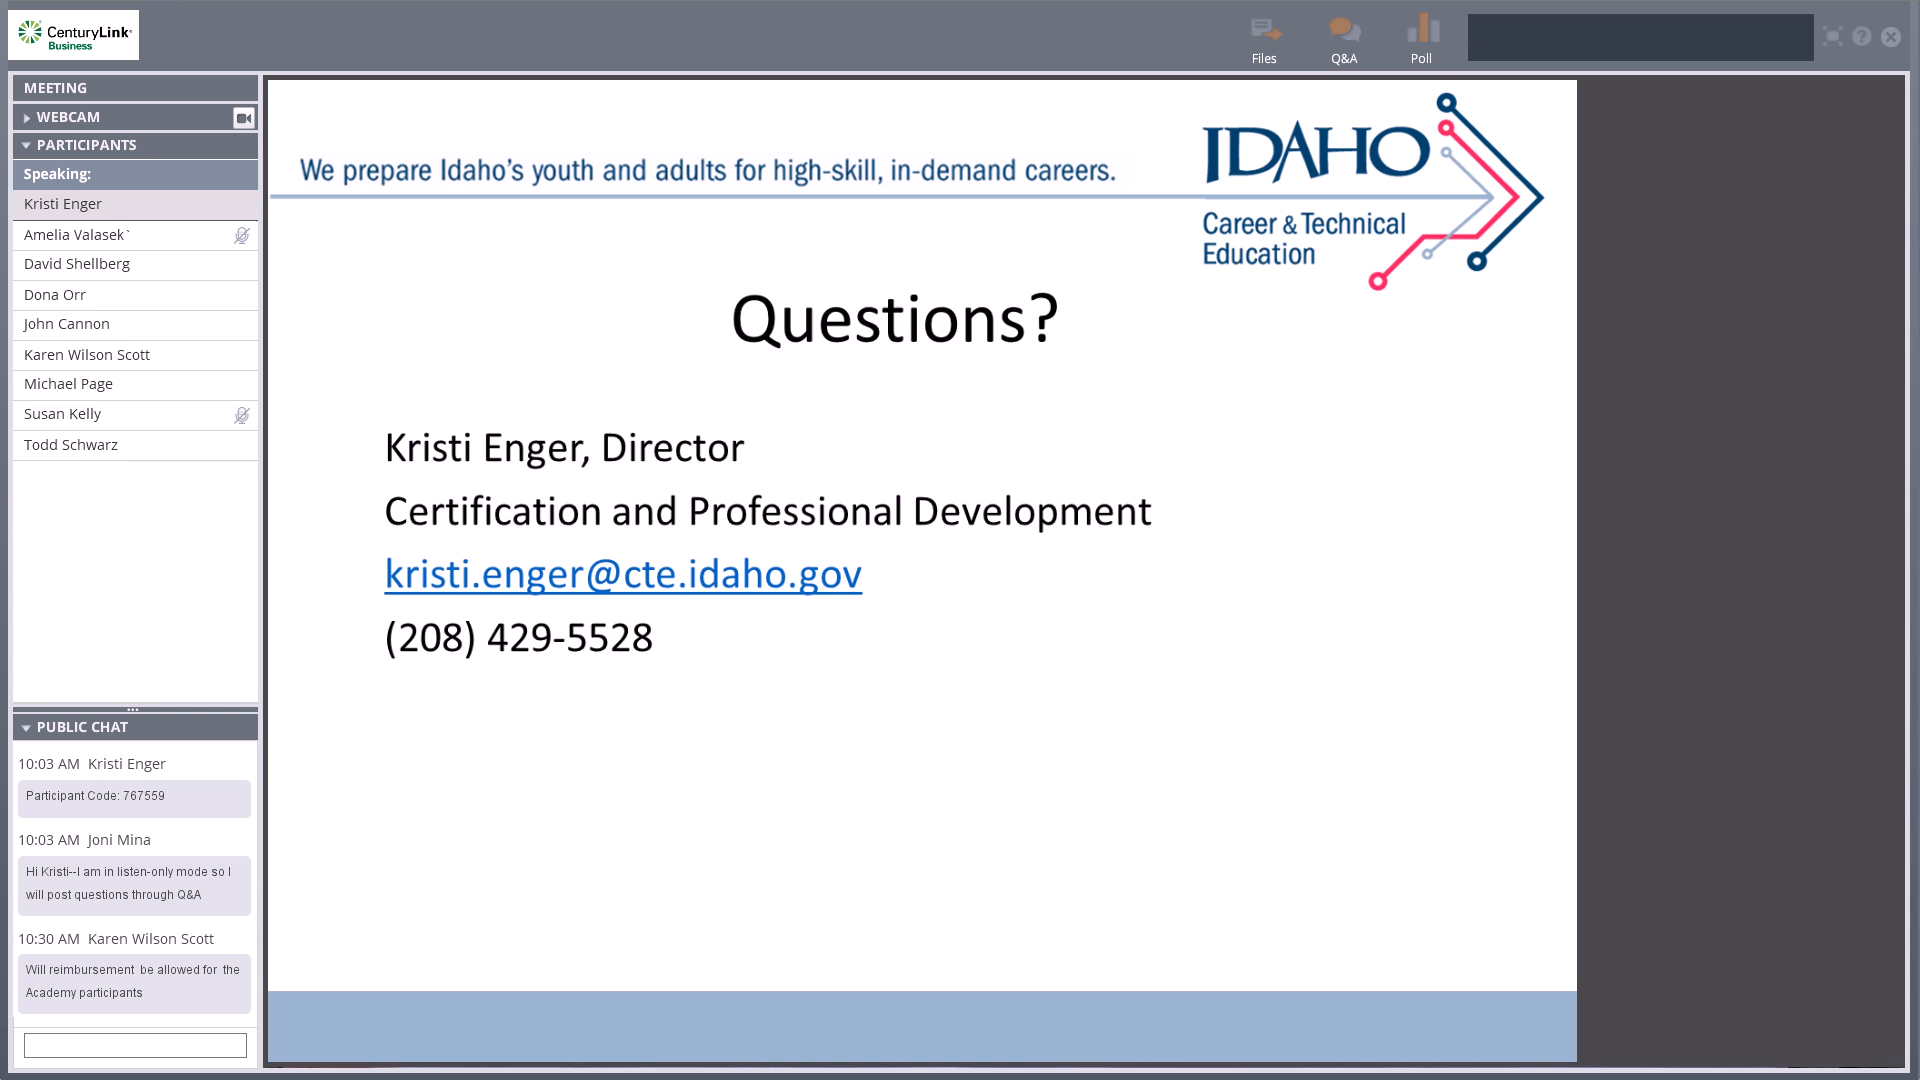 CenturyLink
Business
Files
Q&A
Poll
MEETING
WEBCAM
PARTICIPANTS
Speaking:
Kristi Enger
Amelia Valasek`
David Shellberg
Dona Orr
John Cannon
Karen Wilson Scott
Michael Page
Susan Kelly
Todd Schwarz
PUBLIC CHAT
10:03 AM Kristi Enger
Participant Code: 767559
10:03 AM Joni Mina
Hi Kristi--I am in listen-only mode so I
will post questions through Q&A
10:30 AM Karen Wilson Scott
Will reimbursement be allowed for the
Academy participants
We prepare Idaho's youth and adults for high-skill, in-demand careers.
IDAHO
Career & Technical
Education
Questions?
Kristi Enger, Director
Certification and Professional Development
kristi.enger@cte.idaho.gov
(208) 429-5528